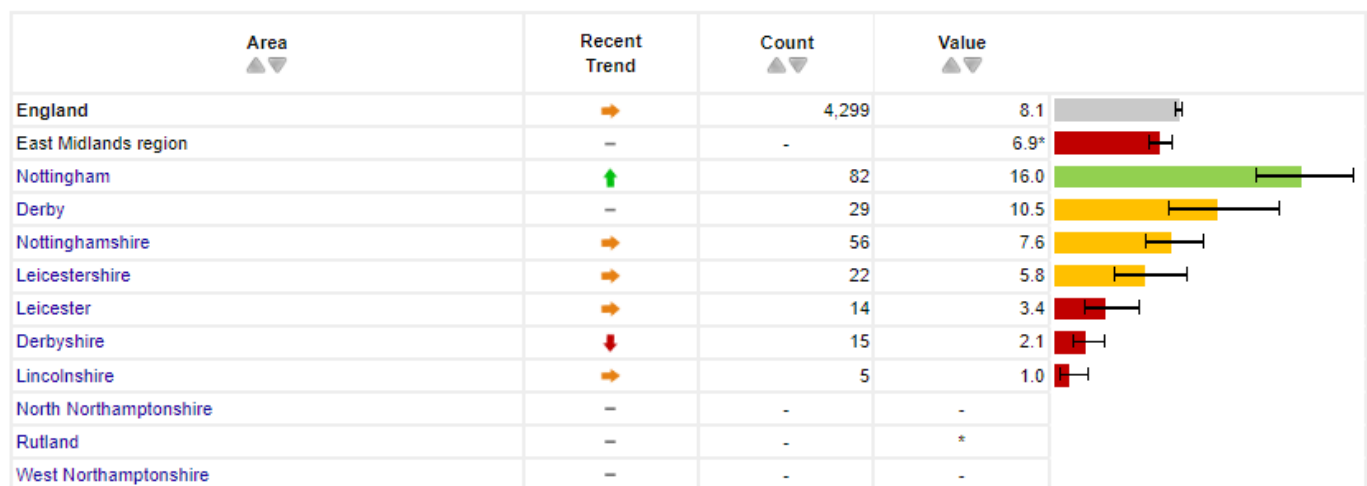 Area Recent Trend Count Value
England 4,299 8.1
East Midlands region – - 6.9*
Nottingham 82 16.0
Derby – 29 10.5
Nottinghamshire 56 7.6
Leicestershire 22 5.8
Leicester 14 3.4
Derbyshire 15 2.1
Lincolnshire 5 1.0
North Northamptonshire – - -
Rutland – - *
West Northamptonshire – - -